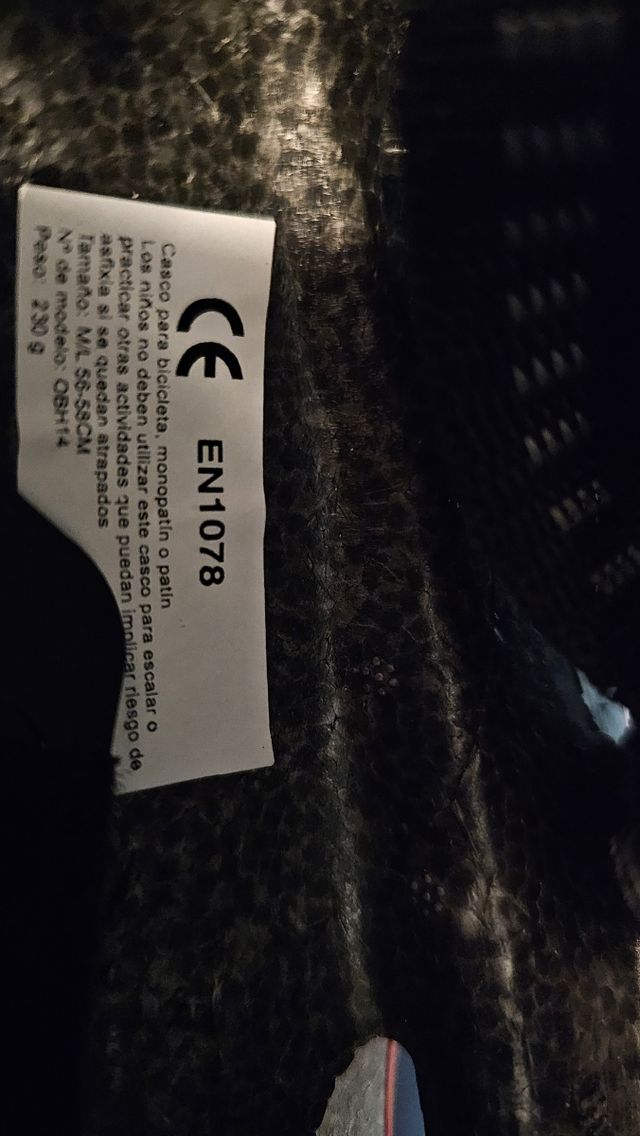 CE EN1078
Casco para bicicleta, monopatín o patín
Los niños no deben utilizar este casco para escalar o
practicar otras actividades que puedan implicar riesgo de
asfixia si se quedan atrapados
Tamaño: M/L 56-58CM
Nº de modelo: OBH14
Peso: 230 g